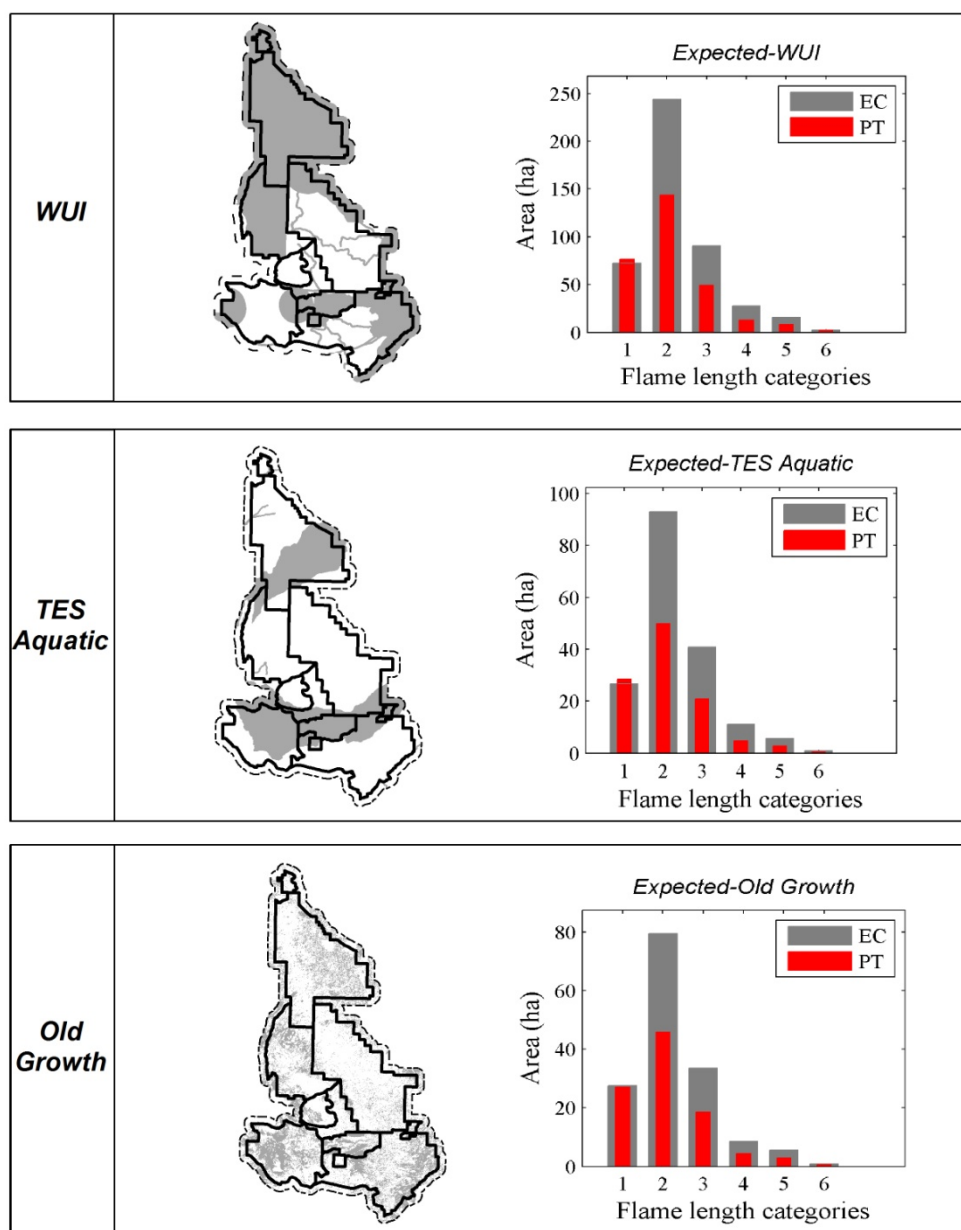 WUI
Expected-WUI
EC
PT
Area (ha)
250
200
150
100
50
0
1 2 3 4 5 6
Flame length categories
TES
Aquatic
Expected-TES Aquatic
EC
PT
Area (ha)
100
80
60
40
20
0
1 2 3 4 5 6
Flame length categories
Old
Growth
Expected-Old Growth
EC
PT
Area (ha)
80
60
40
20
0
1 2 3 4 5 6
Flame length categories